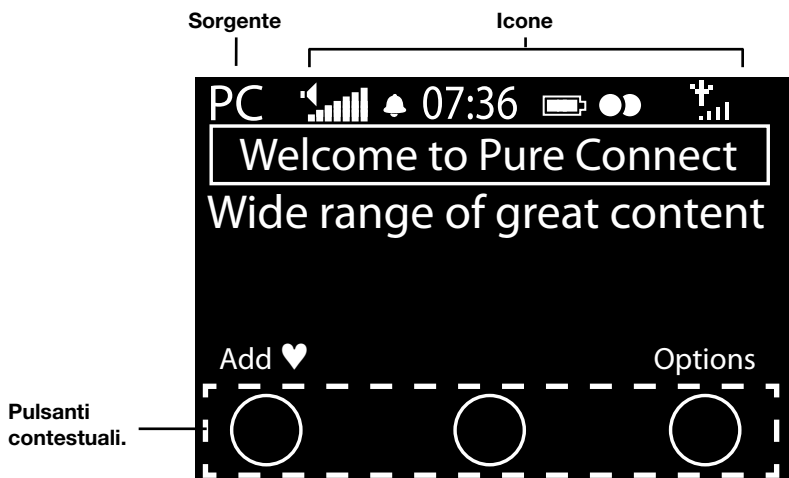 Sorgente Icone
PC 07:36
Welcome to Pure Connect
Wide range of great content
Add ♥ Options
Pulsanti
contestuali.